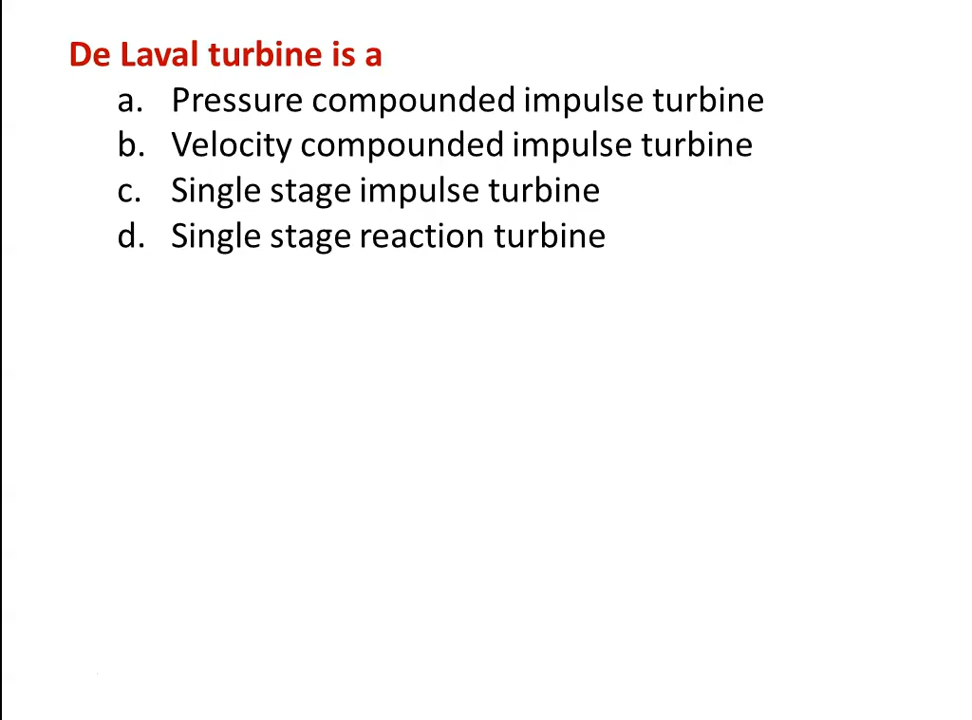 De Laval turbine is a
a. Pressure compounded impulse turbine
b. Velocity compounded impulse turbine
c. Single stage impulse turbine
d. Single stage reaction turbine